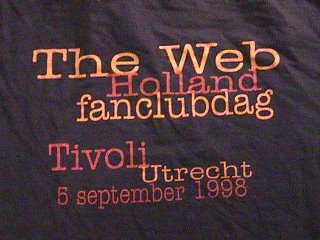 The Web
Holland
fanclubdag
Tivoli
Utrecht
5 september 1998